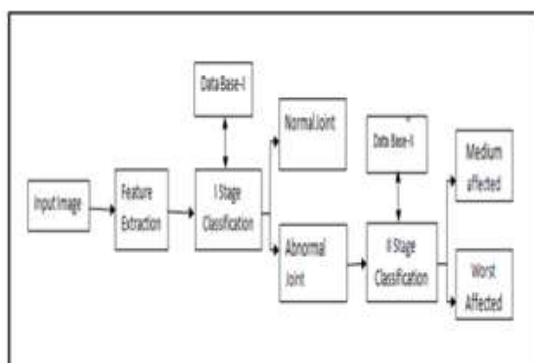 Input Image
Feature
Extraction
Data Base-I
I Stage
Classification
Normal Joint
Abnormal
Joint
Data Base-II
II Stage
Classification
Medium
affected
Worst
Affected